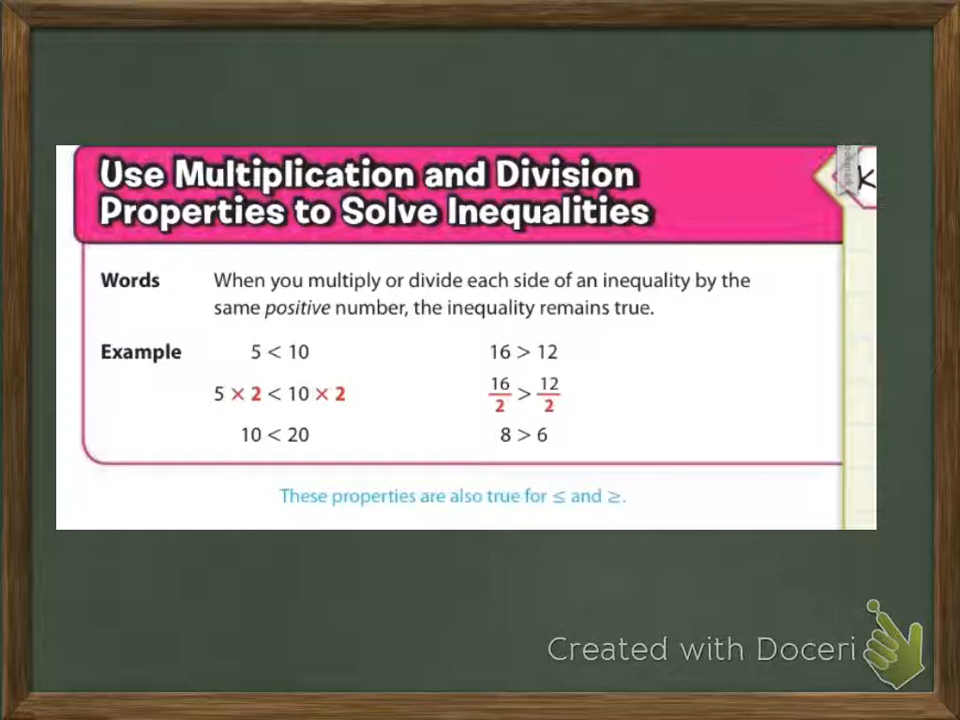 Use Multiplication and Division
Properties to Solve Inequalities
K
Words When you multiply or divide each side of an inequality by the
same positive number, the inequality remains true.
Example 5 < 10 16 > 12
5 × 2 < 10 × 2 16/2 > 12/2
10 < 20 8 > 6
These properties are also true for ≤ and ≥.
Created with Doceri